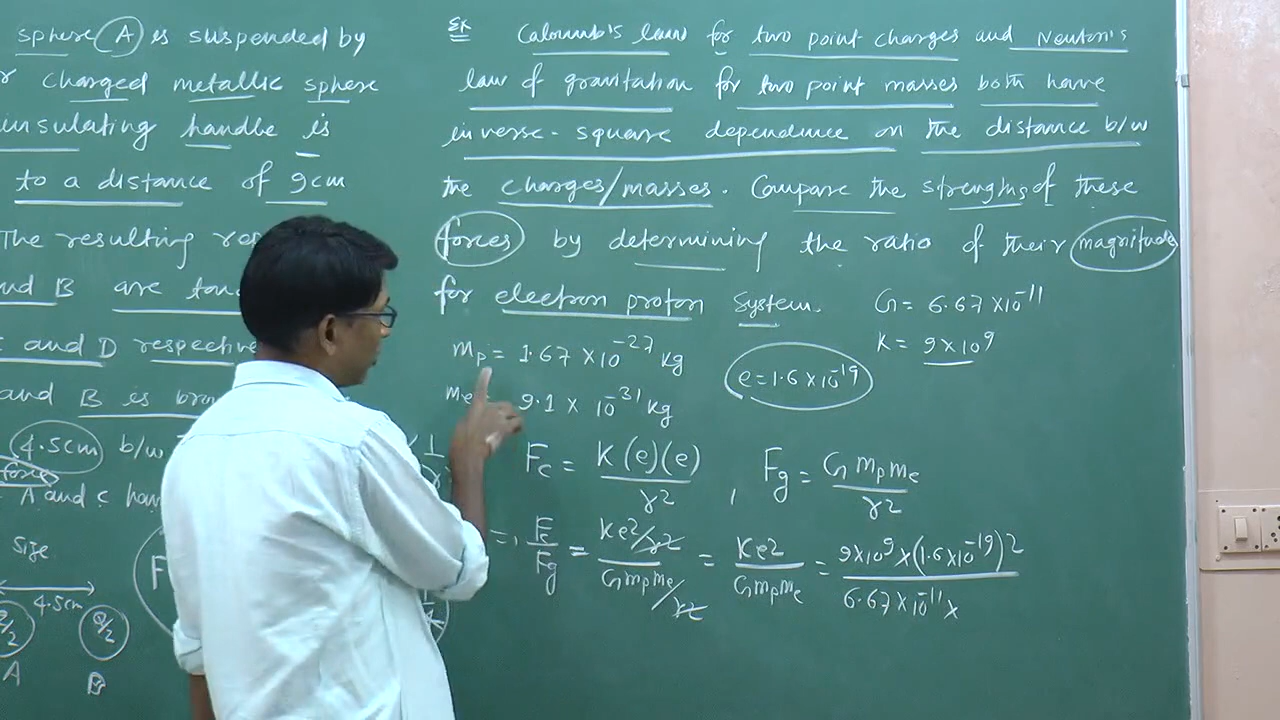 sphere A is suspended by
charged metallic sphere
insulating handle is
to a distance of 9cm
The resulting
and B are
C and D respective
and B is
4.5cm b/w
force
A and C
Size
4.5cm
Q/2
A
B
F
Ex Caloumb's law for two point charges and Newton's
law of gravitation for two point masses both have
inverse-square dependence on the distance b/w
the charges/masses. Compare the strengths of these
forces by determining the ratio of their magnitude
for electron proton system. G = 6.67 × 10⁻¹¹
K = 9 × 10⁹
mp = 1.67 × 10⁻²⁷ kg
e = 1.6 × 10⁻¹⁹
me 9.1 × 10⁻³¹ kg
Fc = K(e)(e)/r² , Fg = G mp me/r²
Fc/Fg = Ke²/r² / G mp me/r² = Ke²/G mp me = 9×10⁹×(1.6×10⁻¹⁹)²/6.67×10⁻¹¹×